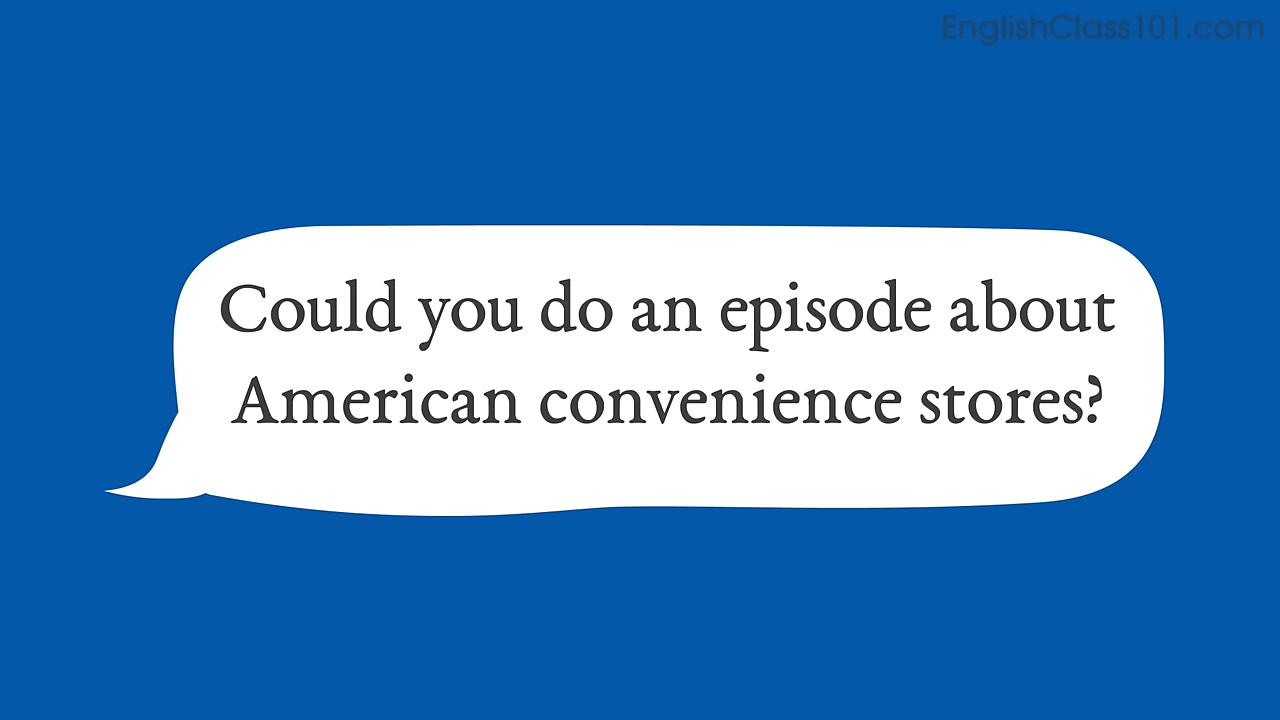 EnglishClass101.com
Could you do an episode about
American convenience stores?